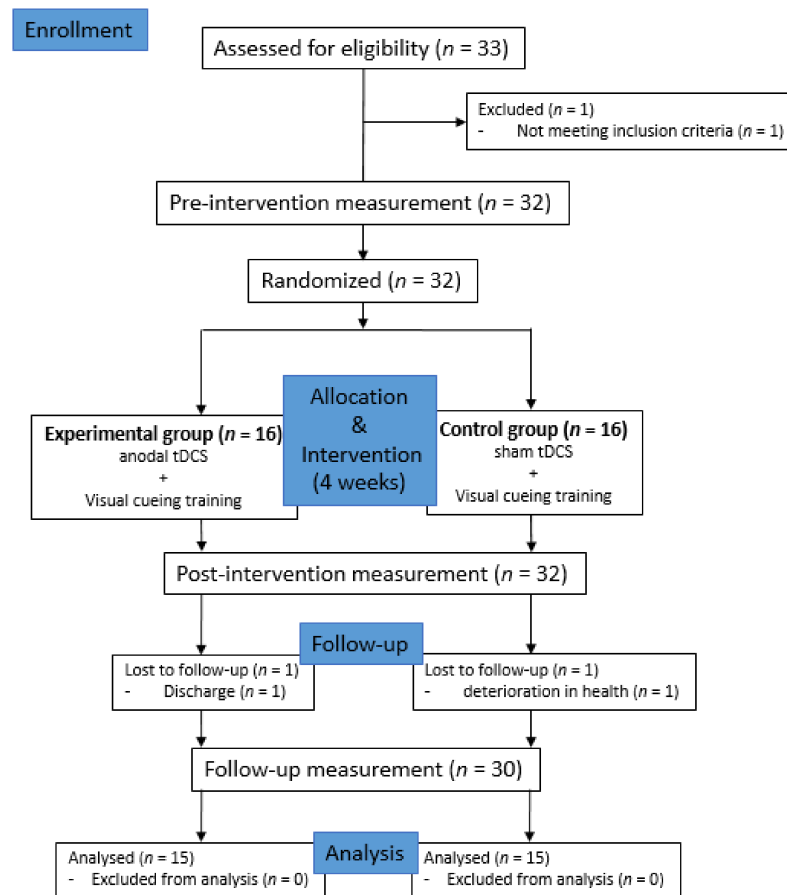 Enrollment
Assessed for eligibility (n = 33)
Excluded (n = 1)
- Not meeting inclusion criteria (n = 1)
Pre-intervention measurement (n = 32)
Randomized (n = 32)
Allocation
&
Intervention
(4 weeks)
Experimental group (n = 16)
anodal tDCS
+
Visual cueing training
Control group (n = 16)
sham tDCS
+
Visual cueing training
Post-intervention measurement (n = 32)
Follow-up
Lost to follow-up (n = 1)
- Discharge (n = 1)
Lost to follow-up (n = 1)
- deterioration in health (n = 1)
Follow-up measurement (n = 30)
Analysis
Analysed (n = 15)
- Excluded from analysis (n = 0)
Analysed (n = 15)
- Excluded from analysis (n = 0)